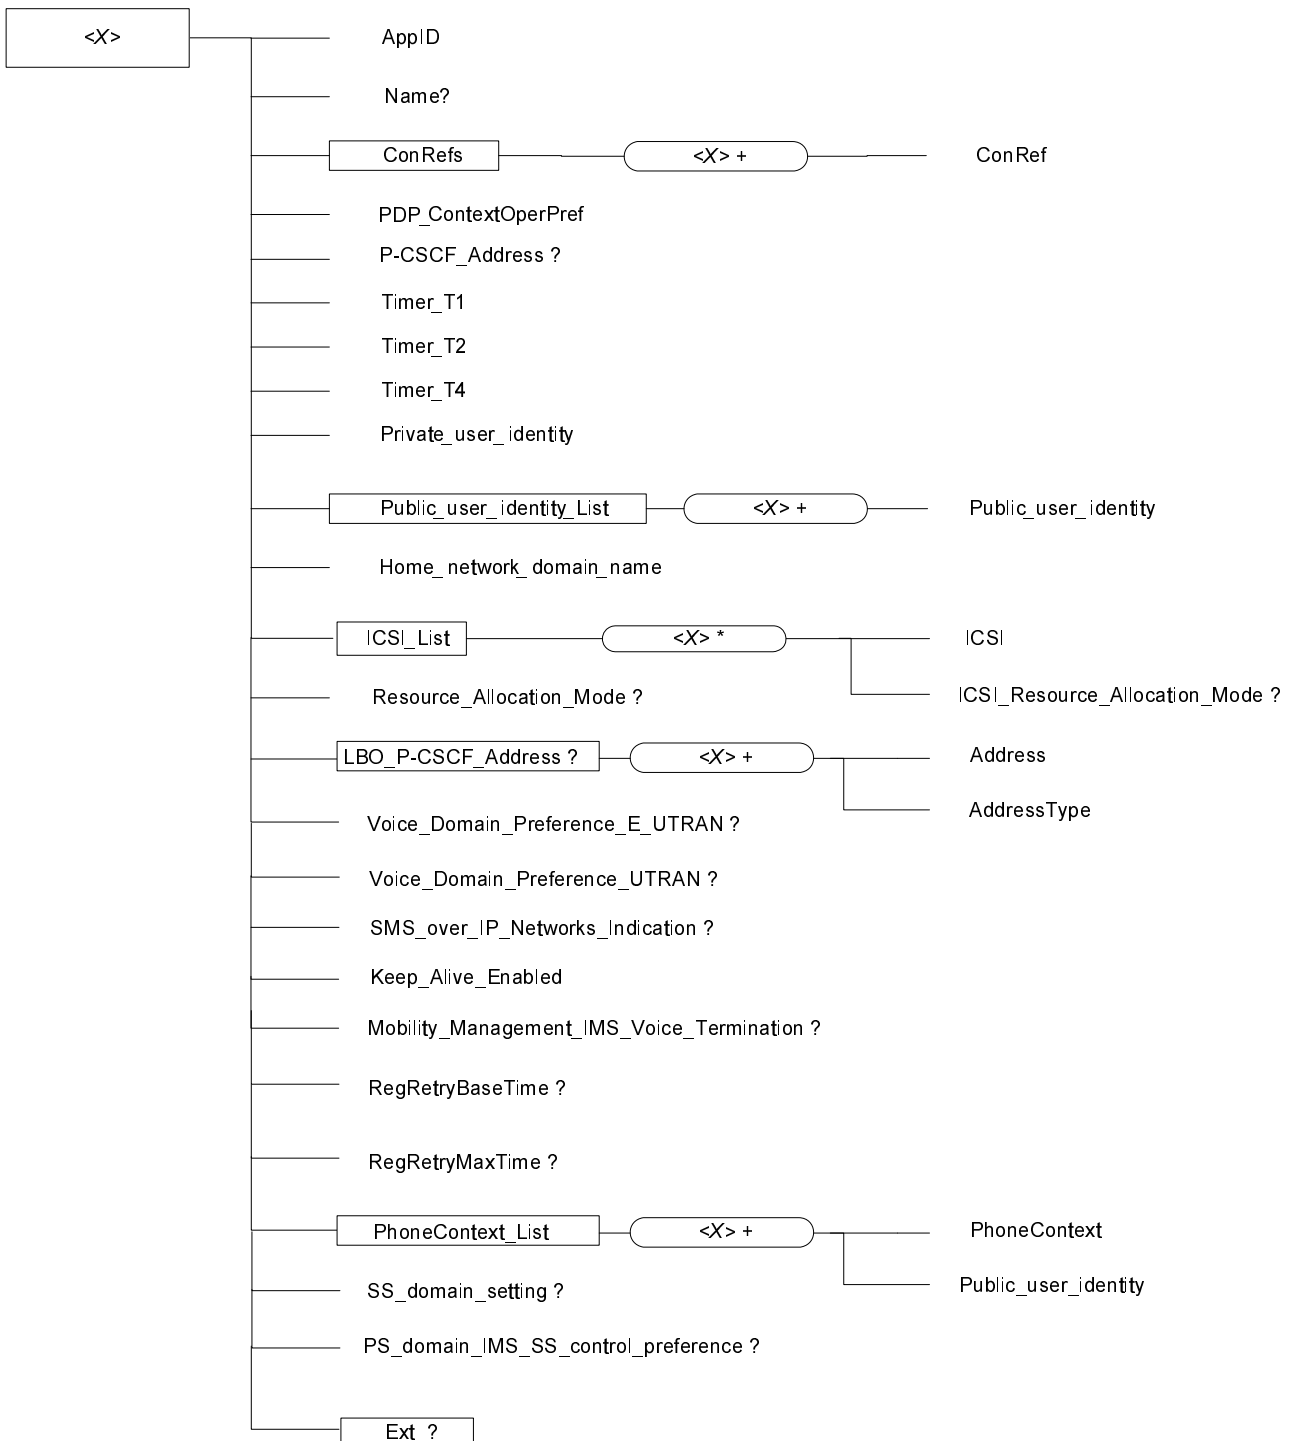 <X>
AppID
Name?
ConRefs <X> + ConRef
PDP_ContextOperPref
P-CSCF_Address ?
Timer_T1
Timer_T2
Timer_T4
Private_user_identity
Public_user_identity_List <X> + Public_user_identity
Home_network_domain_name
ICSI_List <X> * ICSI
Resource_Allocation_Mode ? ICSI_Resource_Allocation_Mode ?
LBO_P-CSCF_Address ? <X> + Address
AddressType
Voice_Domain_Preference_E_UTRAN ?
Voice_Domain_Preference_UTRAN ?
SMS_over_IP_Networks_Indication ?
Keep_Alive_Enabled
Mobility_Management_IMS_Voice_Termination ?
RegRetryBaseTime ?
RegRetryMaxTime ?
PhoneContext_List <X> + PhoneContext
SS_domain_setting ? Public_user_identity
PS_domain_IMS_SS_control_preference ?
Ext ?